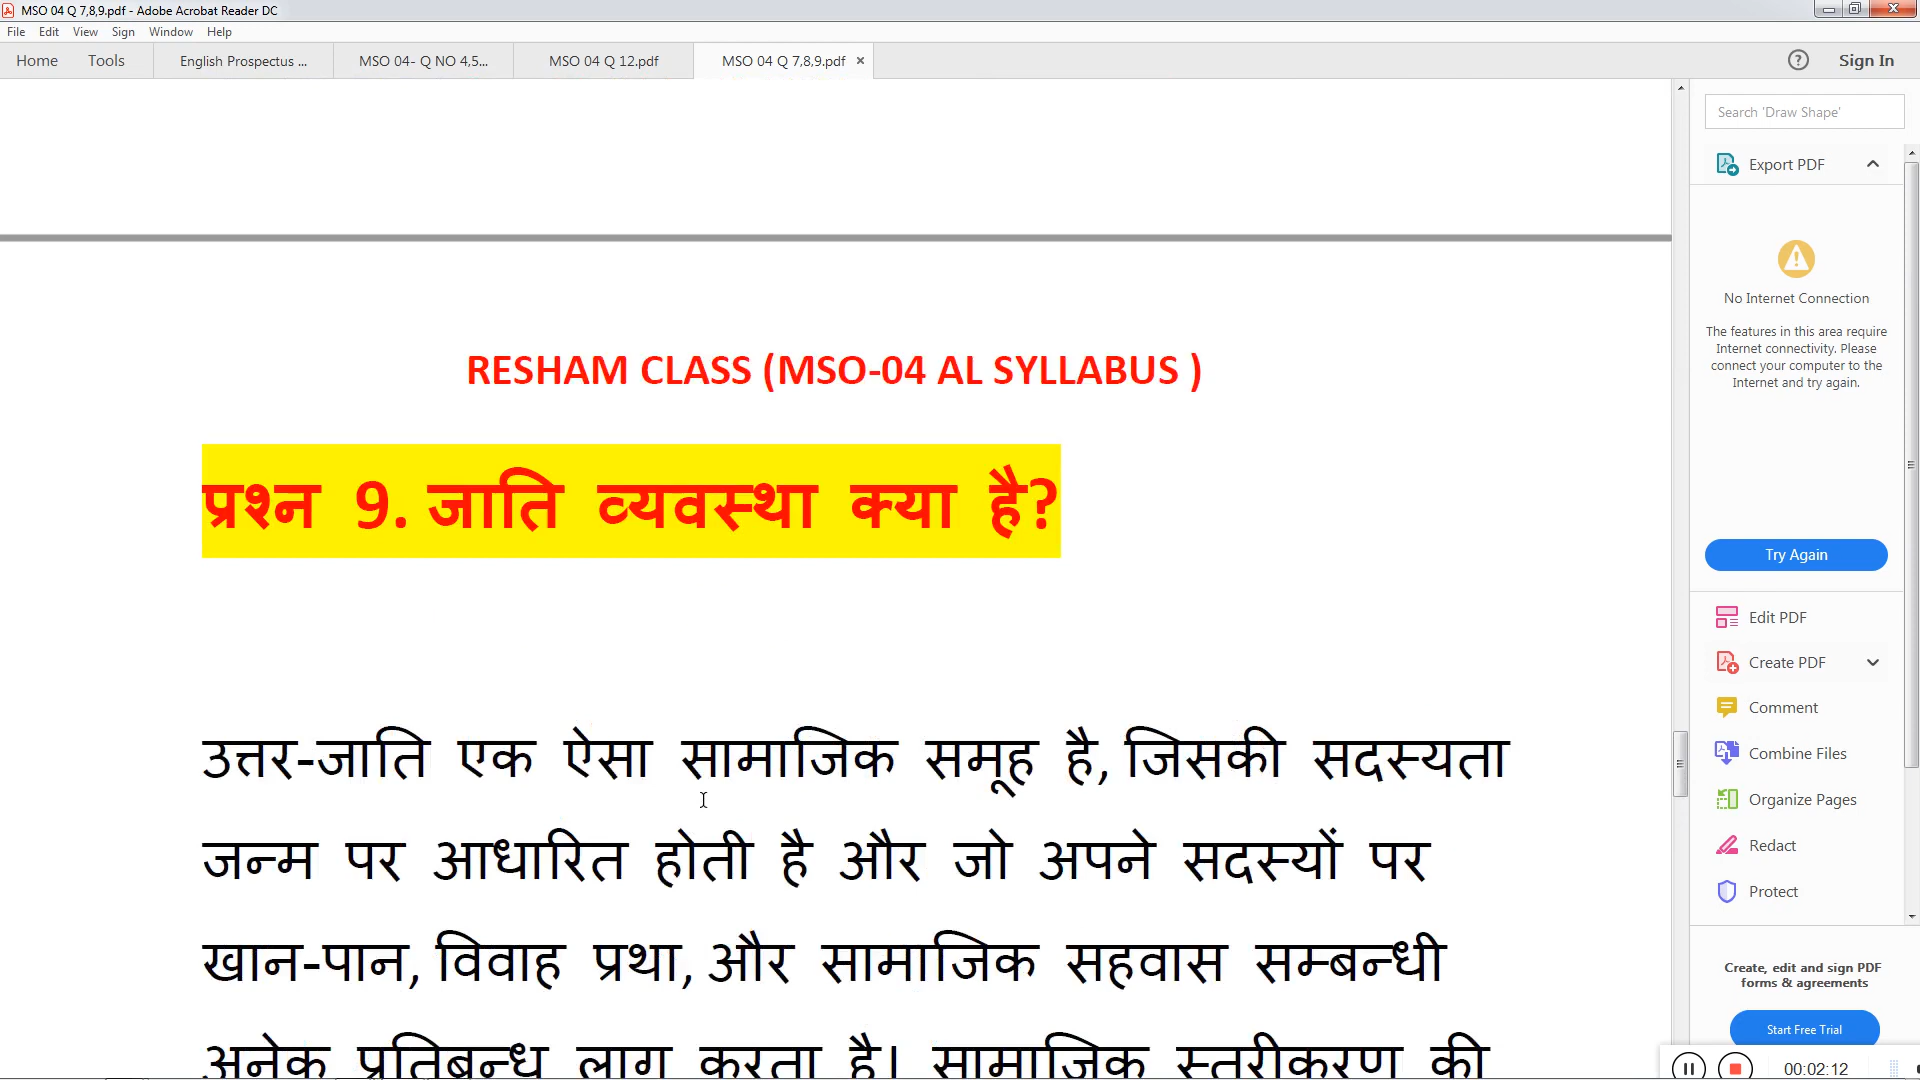 MSO 04 Q 7,8,9.pdf - Adobe Acrobat Reader DC
File Edit View Sign Window Help
Home Tools English Prospectus ... MSO 04- Q NO 4,5... MSO 04 Q 12.pdf MSO 04 Q 7,8,9.pdf × ? Sign In
Search 'Draw Shape'
Export PDF
No Internet Connection
The features in this area require
Internet connectivity. Please
connect your computer to the
Internet and try again.
Try Again
Edit PDF
Create PDF
Comment
Combine Files
Organize Pages
Redact
Protect
Create, edit and sign PDF
forms & agreements
Start Free Trial
00:02:12
RESHAM CLASS (MSO-04 AL SYLLABUS )
प्रश्न 9. जाति व्यवस्था क्या है?
उत्तर-जाति एक ऐसा सामाजिक समूह है, जिसकी सदस्यता
जन्म पर आधारित होती है और जो अपने सदस्यों पर
खान-पान, विवाह प्रथा, और सामाजिक सहवास सम्बन्धी
अनेक प्रतिबन्ध लागू करता है। सामाजिक स्तरीकरण की